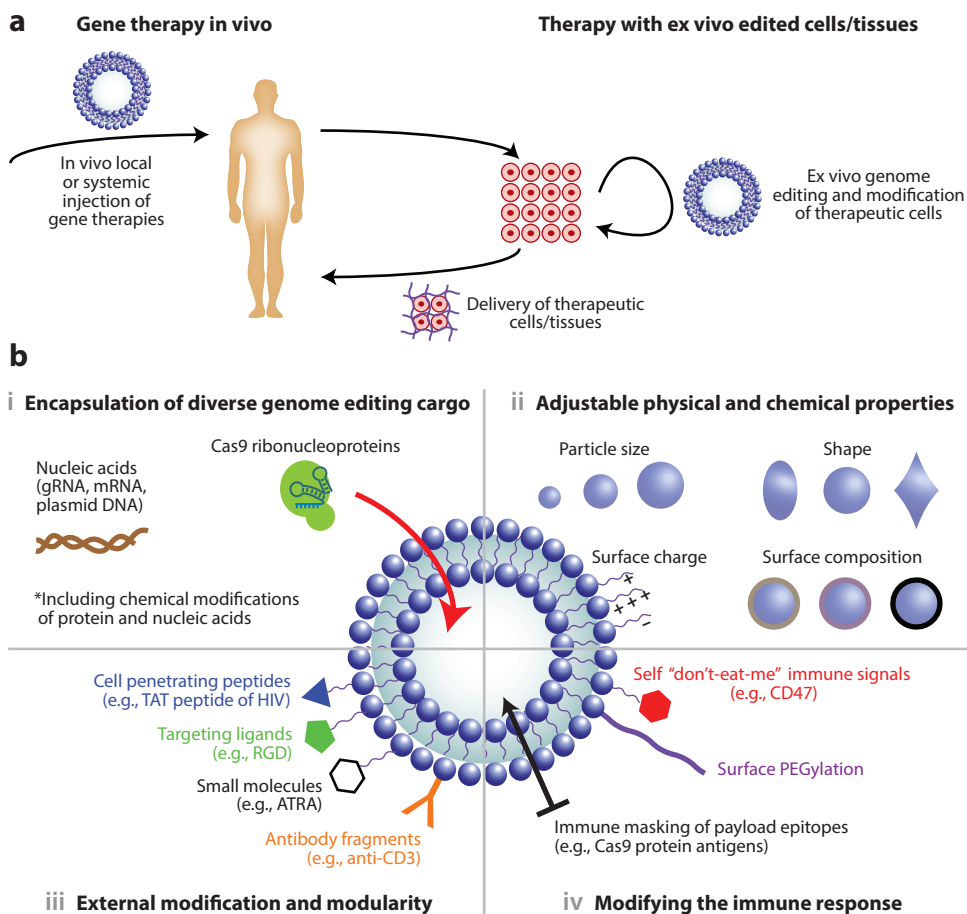 a
Gene therapy in vivo
Therapy with ex vivo edited cells/tissues
In vivo local
or systemic
injection of
gene therapies
Ex vivo genome
editing and modification
of therapeutic cells
Delivery of therapeutic
cells/tissues
b
i Encapsulation of diverse genome editing cargo
Nucleic acids
(gRNA, mRNA,
plasmid DNA)
Cas9 ribonucleoproteins
*Including chemical modifications
of protein and nucleic acids
ii Adjustable physical and chemical properties
Particle size
Shape
Surface charge
+
+++
–
Surface composition
Cell penetrating peptides
(e.g., TAT peptide of HIV)
Targeting ligands
(e.g., RGD)
Small molecules
(e.g., ATRA)
Antibody fragments
(e.g., anti-CD3)
iii External modification and modularity
Self “don’t-eat-me” immune signals
(e.g., CD47)
Surface PEGylation
Immune masking of payload epitopes
(e.g., Cas9 protein antigens)
iv Modifying the immune response